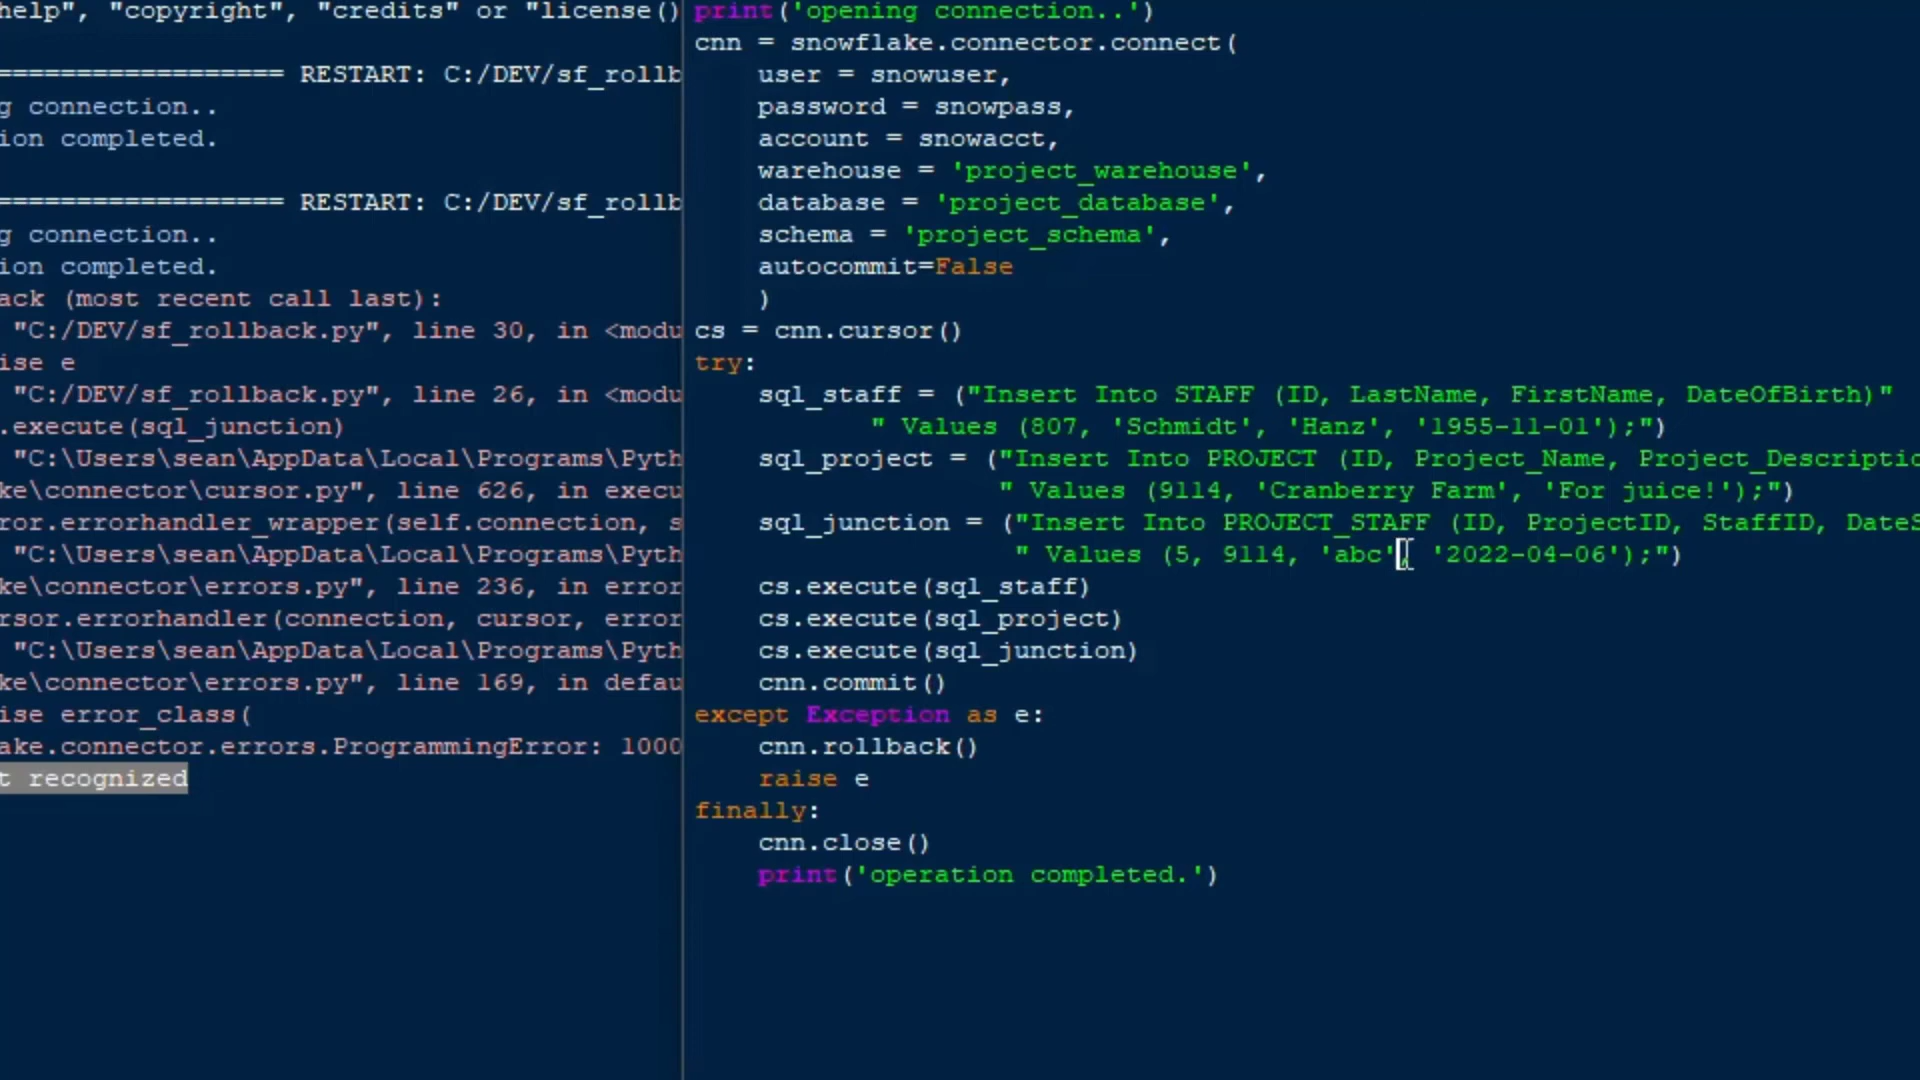 help", "copyright", "credits" or "license()
================== RESTART: C:/DEV/sf_rollb
g connection..
ion completed.
================== RESTART: C:/DEV/sf_rollb
g connection..
ion completed.
ack (most recent call last):
"C:/DEV/sf_rollback.py", line 30, in <modu
ise e
"C:/DEV/sf_rollback.py", line 26, in <modu
.execute(sql_junction)
"C:\Users\sean\AppData\Local\Programs\Pyth
ke\connector\cursor.py", line 626, in execu
ror.errorhandler_wrapper(self.connection, s
"C:\Users\sean\AppData\Local\Programs\Pyth
ke\connector\errors.py", line 236, in error
rsor.errorhandler(connection, cursor, error
"C:\Users\sean\AppData\Local\Programs\Pyth
ke\connector\errors.py", line 169, in defau
ise error_class(
ake.connector.errors.ProgrammingError: 1000
t recognized
print('opening connection..')
cnn = snowflake.connector.connect(
user = snowuser,
password = snowpass,
account = snowacct,
warehouse = 'project_warehouse',
database = 'project_database',
schema = 'project_schema',
autocommit=False
)
cs = cnn.cursor()
try:
sql_staff = ("Insert Into STAFF (ID, LastName, FirstName, DateOfBirth)"
" Values (807, 'Schmidt', 'Hanz', '1955-11-01');")
sql_project = ("Insert Into PROJECT (ID, Project_Name, Project_Descriptio
" Values (9114, 'Cranberry Farm', 'For juice!');")
sql_junction = ("Insert Into PROJECT_STAFF (ID, ProjectID, StaffID, DateS
" Values (5, 9114, 'abc', '2022-04-06');")
cs.execute(sql_staff)
cs.execute(sql_project)
cs.execute(sql_junction)
cnn.commit()
except Exception as e:
cnn.rollback()
raise e
finally:
cnn.close()
print('operation completed.')